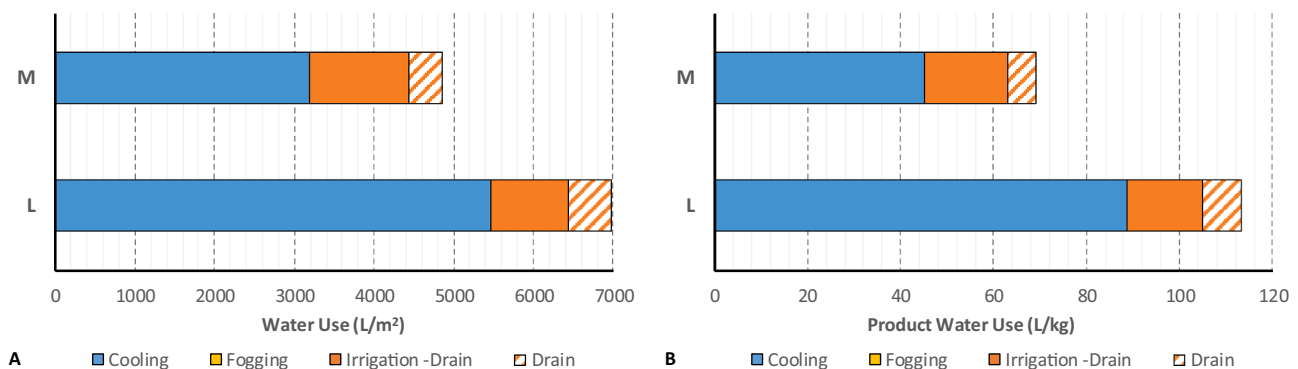 M
L
0 1000 2000 3000 4000 5000 6000 7000
Water Use (L/m²)
A Cooling Fogging Irrigation -Drain Drain
B
M
L
0 20 40 60 80 100 120
Product Water Use (L/kg)
Cooling Fogging Irrigation -Drain Drain